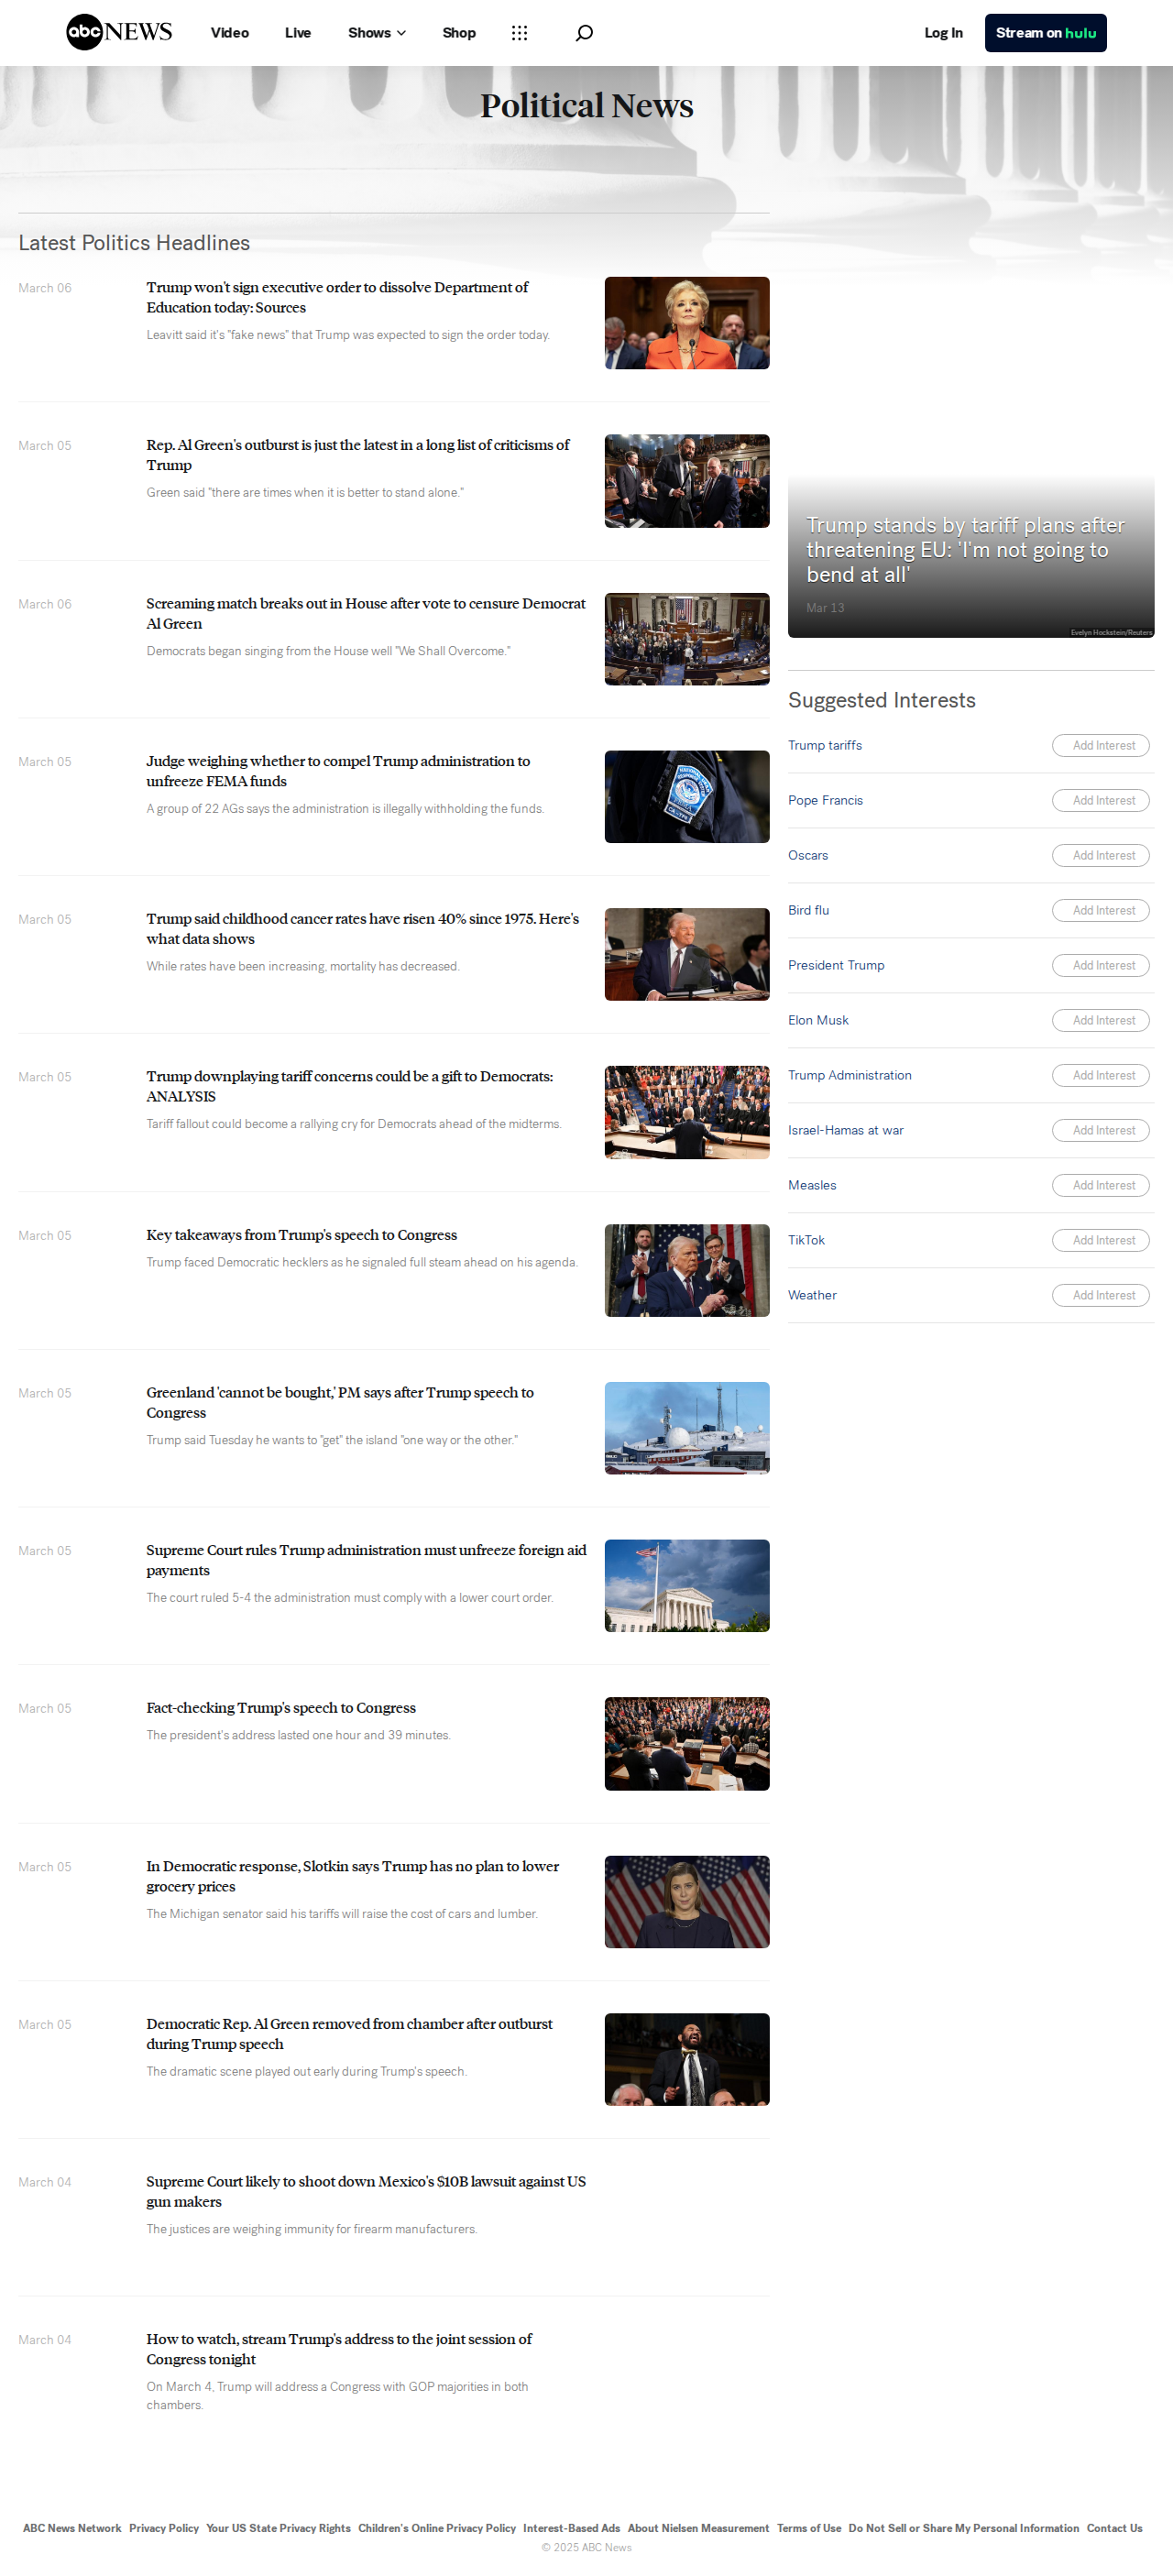 abc NEWS
Video
Live
Shows
Shop
Log In
Stream on hulu
Political News
Latest Politics Headlines
March 06
Trump won't sign executive order to dissolve Department of
Education today: Sources
Leavitt said it's "fake news" that Trump was expected to sign the order today.
March 05
Rep. Al Green's outburst is just the latest in a long list of criticisms of
Trump
Green said "there are times when it is better to stand alone."
March 06
Screaming match breaks out in House after vote to censure Democrat
Al Green
Democrats began singing from the House well "We Shall Overcome."
March 05
Judge weighing whether to compel Trump administration to
unfreeze FEMA funds
A group of 22 AGs says the administration is illegally withholding the funds.
March 05
Trump said childhood cancer rates have risen 40% since 1975. Here's
what data shows
While rates have been increasing, mortality has decreased.
March 05
Trump downplaying tariff concerns could be a gift to Democrats:
ANALYSIS
Tariff fallout could become a rallying cry for Democrats ahead of the midterms.
March 05
Key takeaways from Trump's speech to Congress
Trump faced Democratic hecklers as he signaled full steam ahead on his agenda.
March 05
Greenland 'cannot be bought,' PM says after Trump speech to
Congress
Trump said Tuesday he wants to "get" the island "one way or the other."
March 05
Supreme Court rules Trump administration must unfreeze foreign aid
payments
The court ruled 5-4 the administration must comply with a lower court order.
March 05
Fact-checking Trump's speech to Congress
The president's address lasted one hour and 39 minutes.
March 05
In Democratic response, Slotkin says Trump has no plan to lower
grocery prices
The Michigan senator said his tariffs will raise the cost of cars and lumber.
March 05
Democratic Rep. Al Green removed from chamber after outburst
during Trump speech
The dramatic scene played out early during Trump's speech.
March 04
Supreme Court likely to shoot down Mexico's $10B lawsuit against US
gun makers
The justices are weighing immunity for firearm manufacturers.
March 04
How to watch, stream Trump's address to the joint session of
Congress tonight
On March 4, Trump will address a Congress with GOP majorities in both
chambers.
Trump stands by tariff plans after
threatening EU: 'I'm not going to
bend at all'
Mar 13
Evelyn Hockstein/Reuters
Suggested Interests
Trump tariffs
Add Interest
Pope Francis
Add Interest
Oscars
Add Interest
Bird flu
Add Interest
President Trump
Add Interest
Elon Musk
Add Interest
Trump Administration
Add Interest
Israel-Hamas at war
Add Interest
Measles
Add Interest
TikTok
Add Interest
Weather
Add Interest
ABC News Network Privacy Policy Your US State Privacy Rights Children's Online Privacy Policy Interest-Based Ads About Nielsen Measurement Terms of Use Do Not Sell or Share My Personal Information Contact Us
© 2025 ABC News